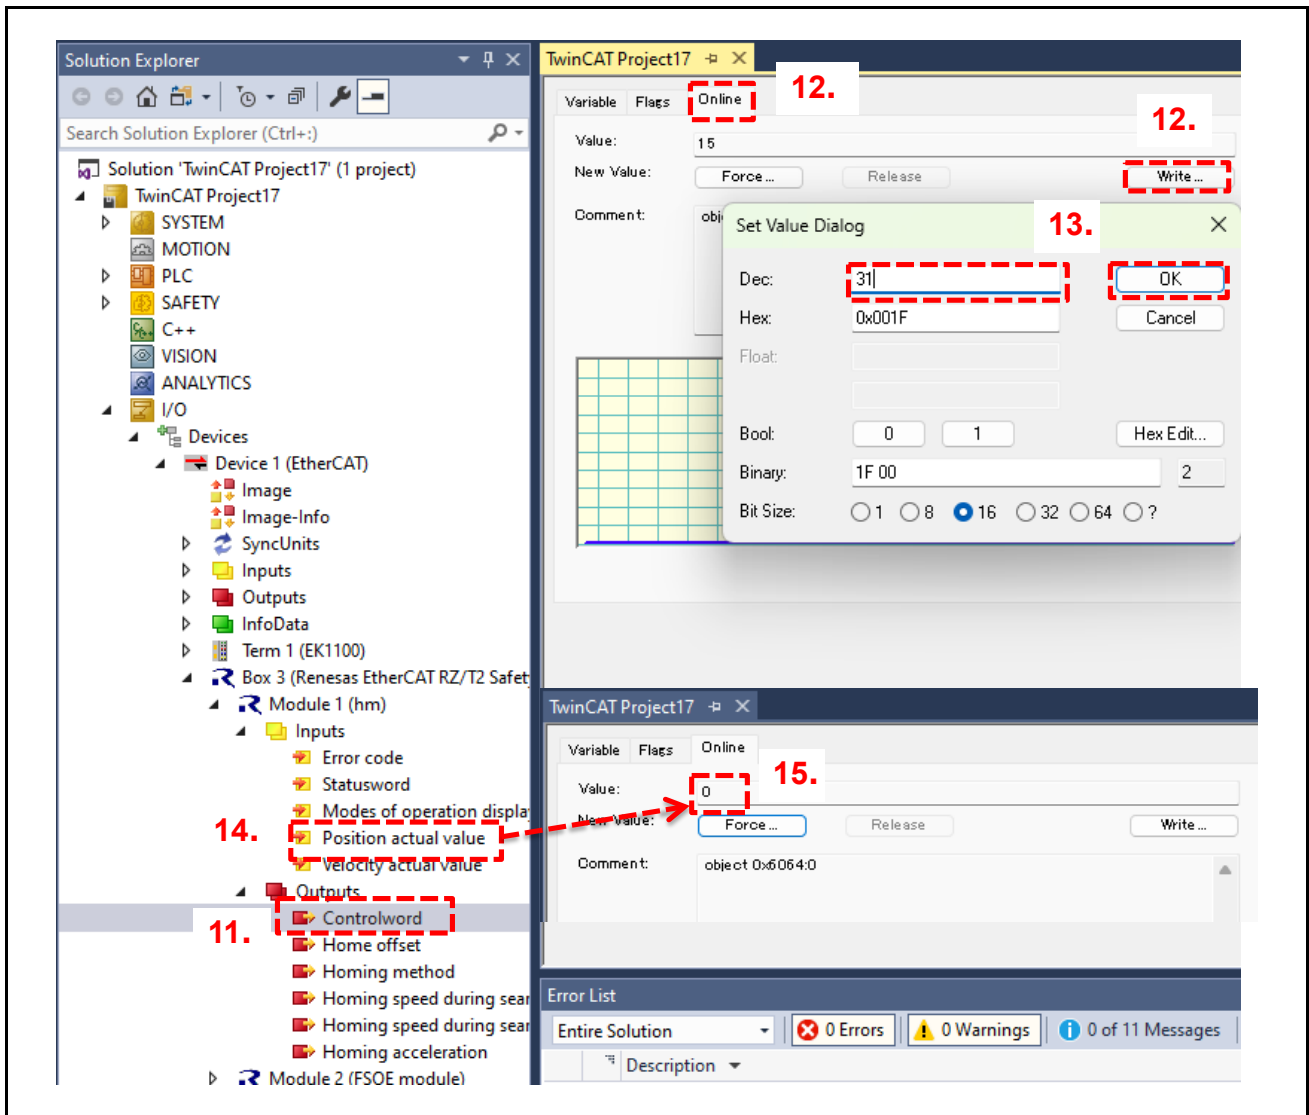 Solution Explorer
Search Solution Explorer (Ctrl+:)
Solution 'TwinCAT Project17' (1 project)
TwinCAT Project17
SYSTEM
MOTION
PLC
SAFETY
C++
VISION
ANALYTICS
I/O
Devices
Device 1 (EtherCAT)
Image
Image-Info
SyncUnits
Inputs
Outputs
InfoData
Term 1 (EK1100)
Box 3 (Renesas EtherCAT RZ/T2 Safet
Module 1 (hm)
Inputs
Error code
Statusword
Modes of operation displa
14.
Position actual value
Velocity actual value
Outputs
11.
Controlword
Home offset
Homing method
Homing speed during sear
Homing speed during sear
Homing acceleration
Module 2 (FSOE module)
TwinCAT Project17
Variable Flags Online
12.
12.
Value: 15
New Value: Force... Release Write...
Comment: obj
13.
Set Value Dialog
Dec: 31 OK
Hex: 0x001F Cancel
Float:
Bool: 0 1 Hex Edit...
Binary: 1F 00 2
Bit Size: 1 8 16 32 64 ?
TwinCAT Project17
Variable Flags Online
15.
Value: 0
New Value: Force... Release Write...
Comment: object 0x6064:0
Error List
Entire Solution 0 Errors 0 Warnings 0 of 11 Messages
Description